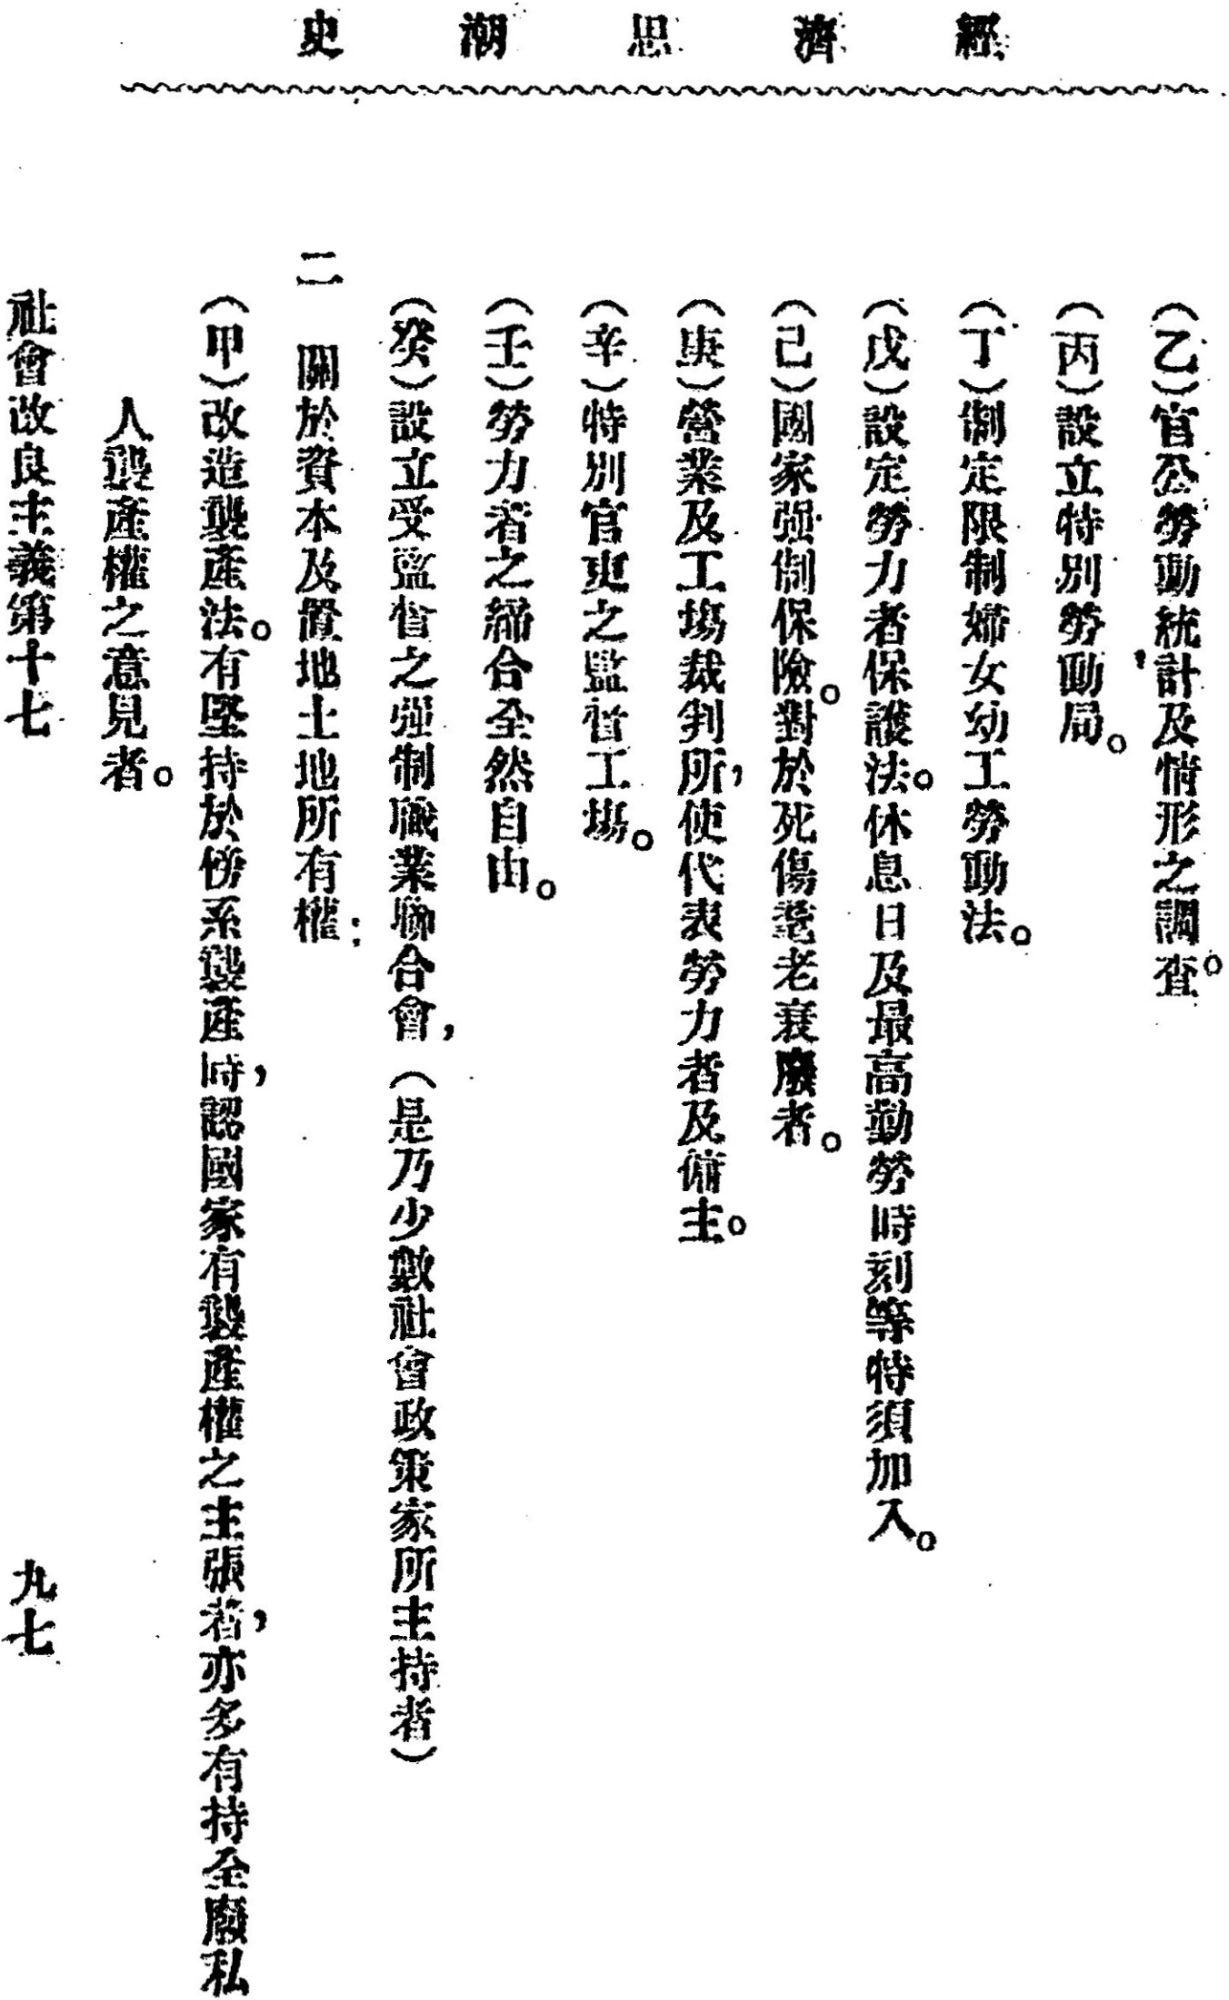 經濟思潮史
（乙）官公勞動統計及情形之調查。
（丙）設立特別勞動局。
（丁）制定限制婦女幼工勞動法。
（戊）設定勞力者保護法。休息日及最高勤勞時刻等特須加入。
（己）國家强制保險。對於死傷耄老衰廢者。
（庚）營業及工場裁判所，使代表勞力者及傭主。
（辛）特別官吏之監督工場。
（壬）勞力者之締合全然自由。
（癸）設立受監督之强制職業聯合會，（是乃少數社會政策家所主持者）
二　關於資本及置地土地所有權：
（甲）改造襲產法。有堅持於傍系襲產時，認國家有襲產權之主張者，亦多有持全廢私
人襲產權之意見者。
社會改良主義第十七
九七